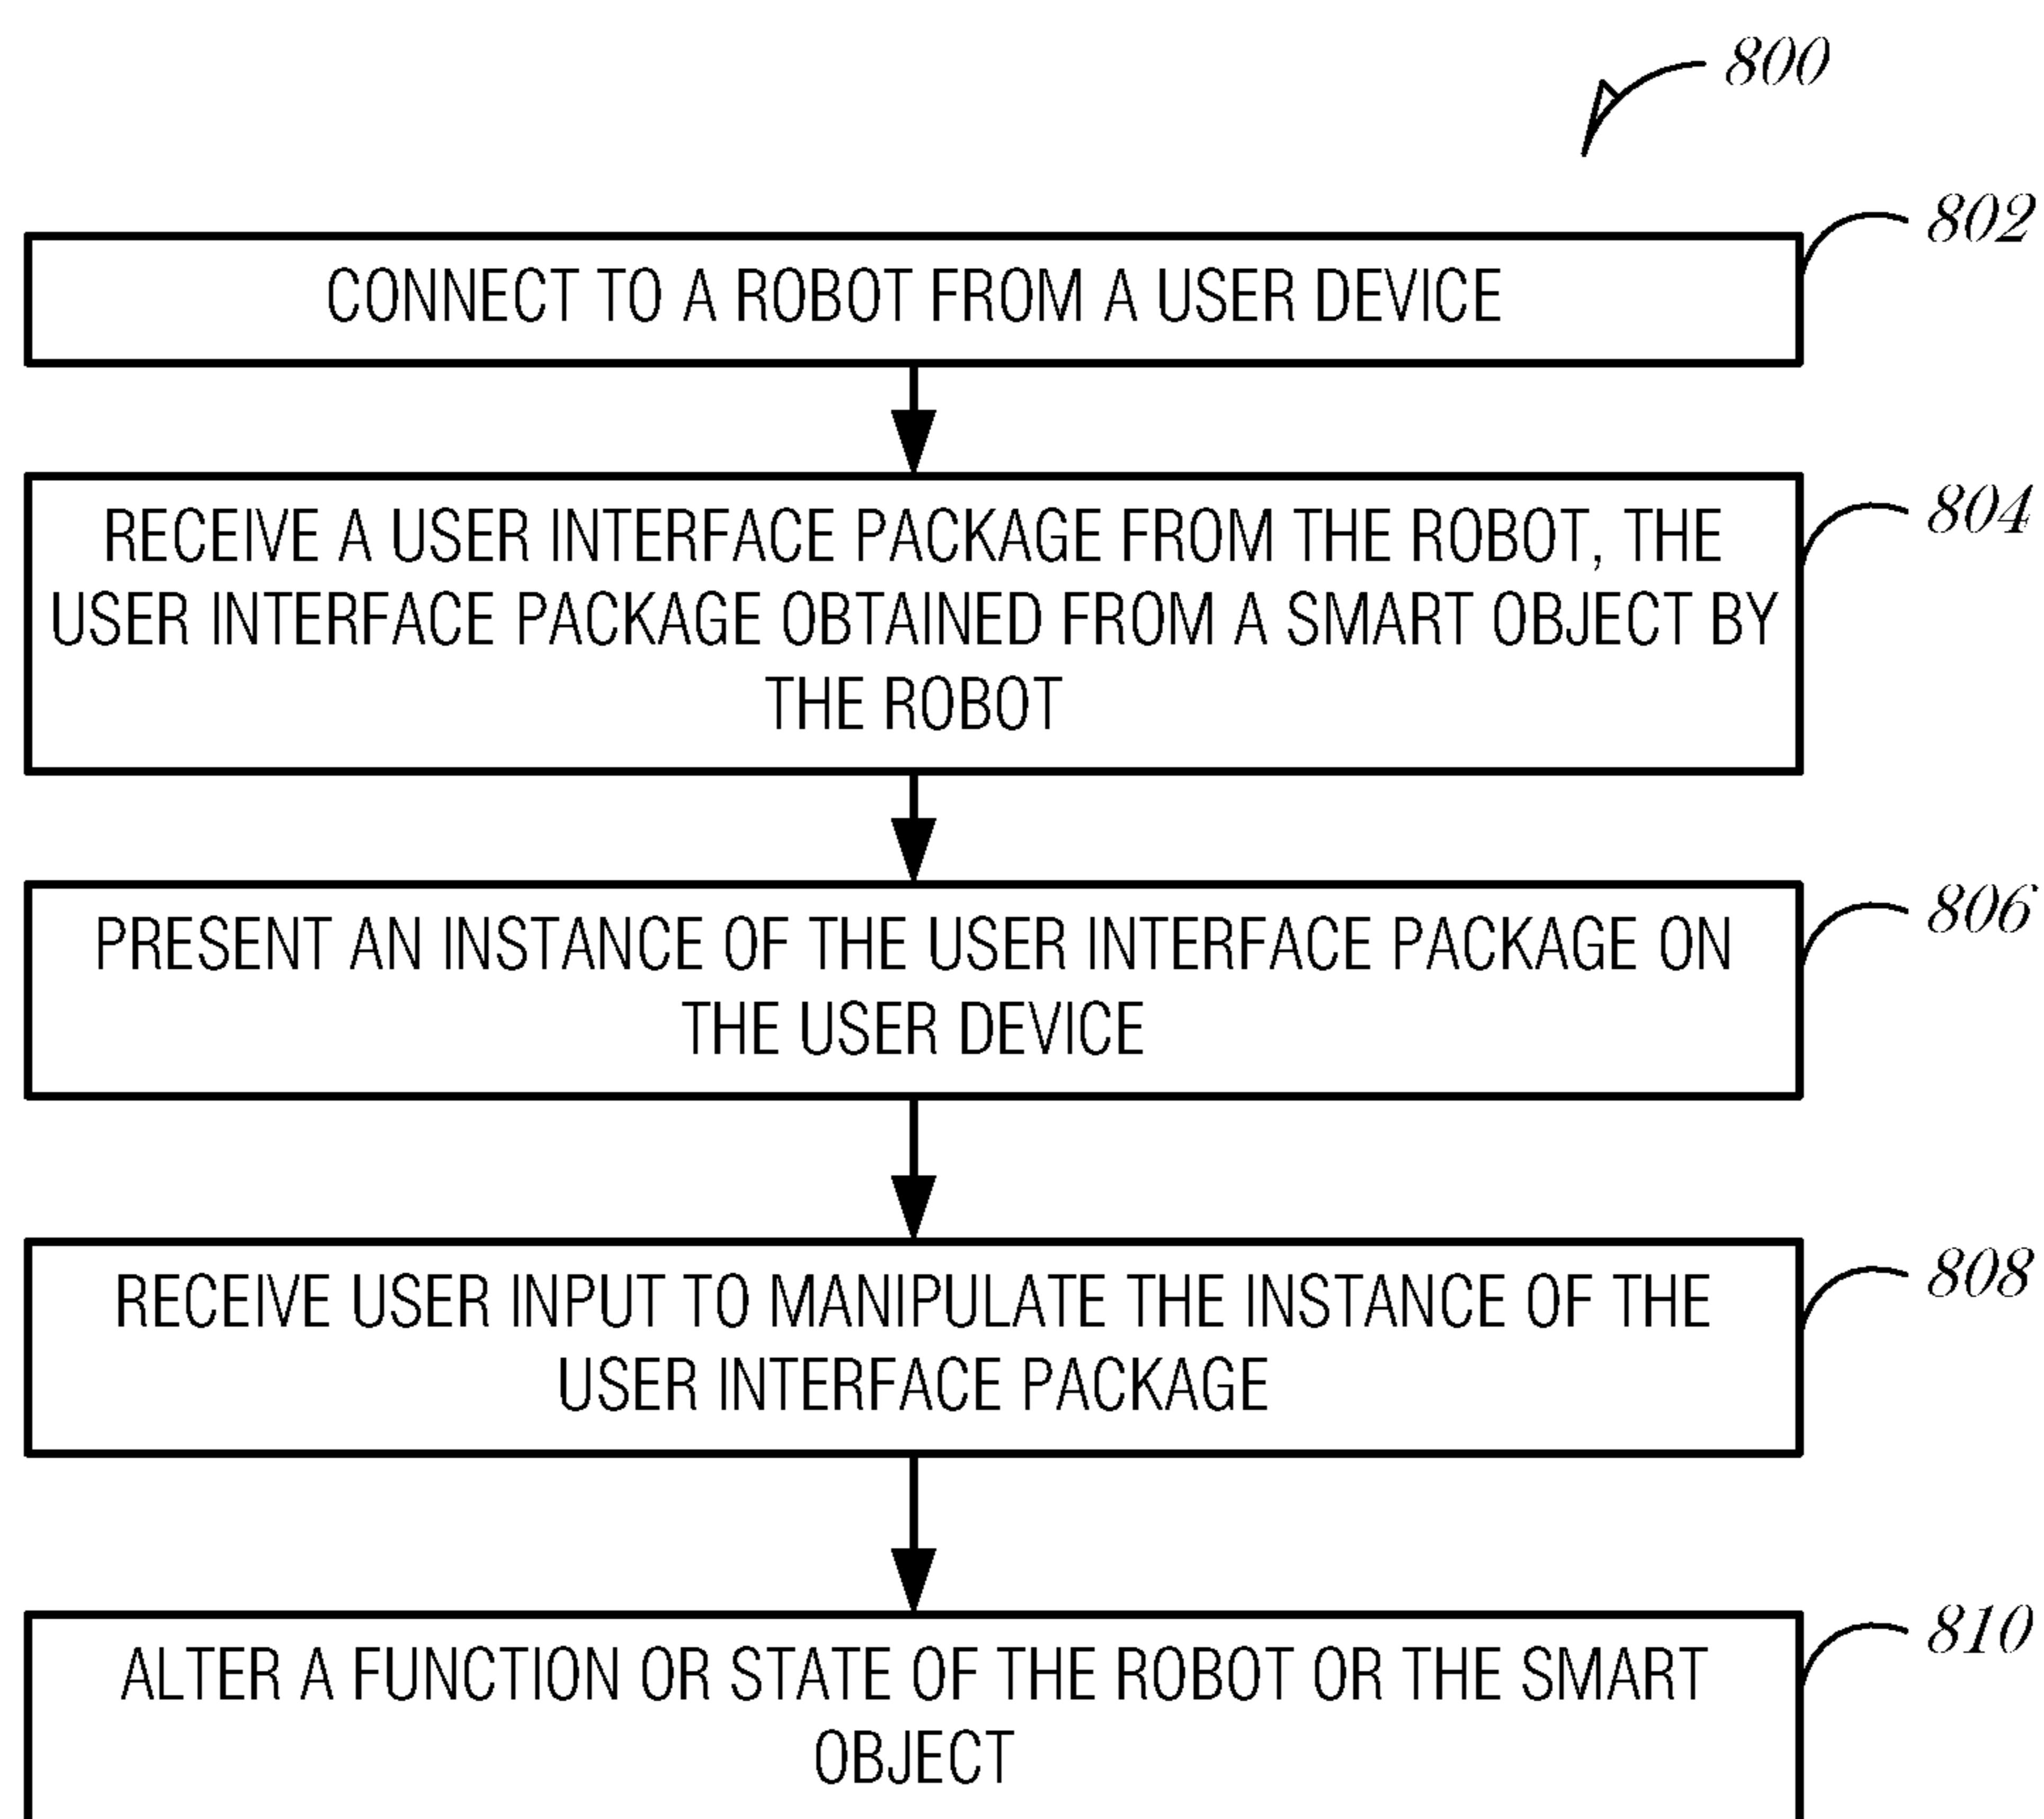 800
802
CONNECT TO A ROBOT FROM A USER DEVICE
804
RECEIVE A USER INTERFACE PACKAGE FROM THE ROBOT, THE
USER INTERFACE PACKAGE OBTAINED FROM A SMART OBJECT BY
THE ROBOT
806
PRESENT AN INSTANCE OF THE USER INTERFACE PACKAGE ON
THE USER DEVICE
808
RECEIVE USER INPUT TO MANIPULATE THE INSTANCE OF THE
USER INTERFACE PACKAGE
810
ALTER A FUNCTION OR STATE OF THE ROBOT OR THE SMART
OBJECT